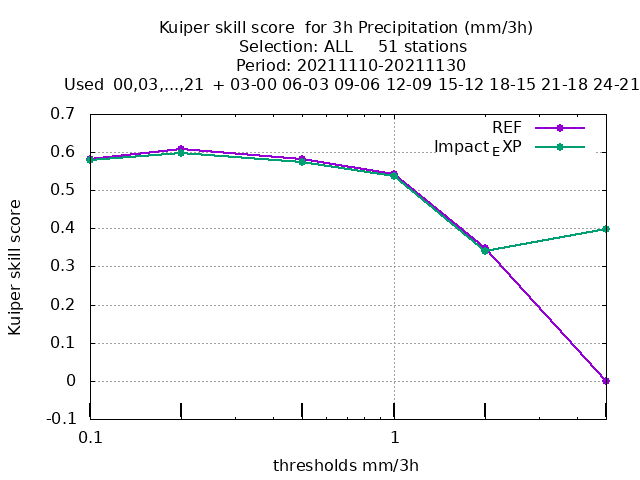 Kuiper skill score  for 3h Precipitation (mm/3h)
Selection: ALL     51 stations
Period: 20211110-20211130
Used  00,03,...,21  + 03-00 06-03 09-06 12-09 15-12 18-15 21-18 24-21
0.7
REF
Impact_EXP
0.6
0.5
0.4
0.3
0.2
0.1
0
-0.1
Kuiper skill score
0.1
1
thresholds mm/3h